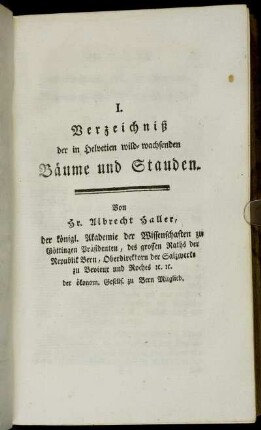 I.
Verzeichniß
der in Helvetien wild-wachsenden
Bäume und Stauden.
Von
Hr. Albrecht Haller,
der königl. Akademie der Wissenschaften zu
Göttingen Präsidenten, des grossen Raths der
Republik Bern, Oberdirektorn der Salzwerke
zu Bevieux und Roches ꝛc. ꝛc.
der ökonom. Gesellsch. zu Bern Mitglied.